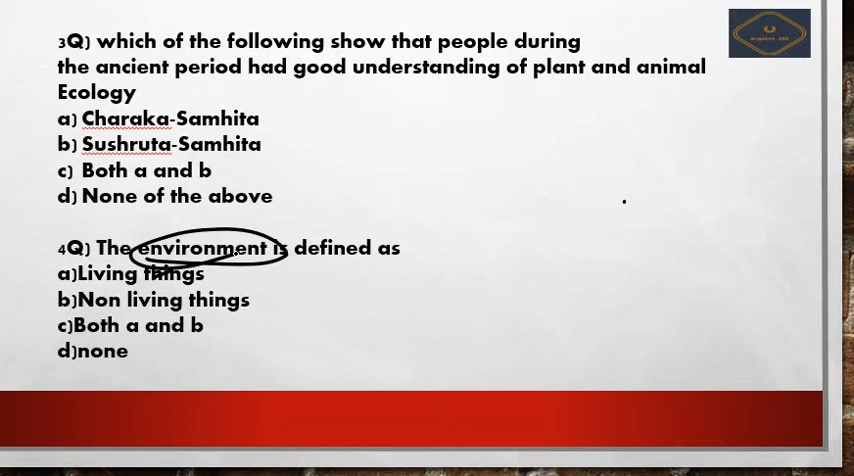 3Q) which of the following show that people during
the ancient period had good understanding of plant and animal
Ecology
a) Charaka-Samhita
b) Sushruta-Samhita
c) Both a and b
d) None of the above
4Q) The environment is defined as
a)Living things
b)Non living things
c)Both a and b
d)none